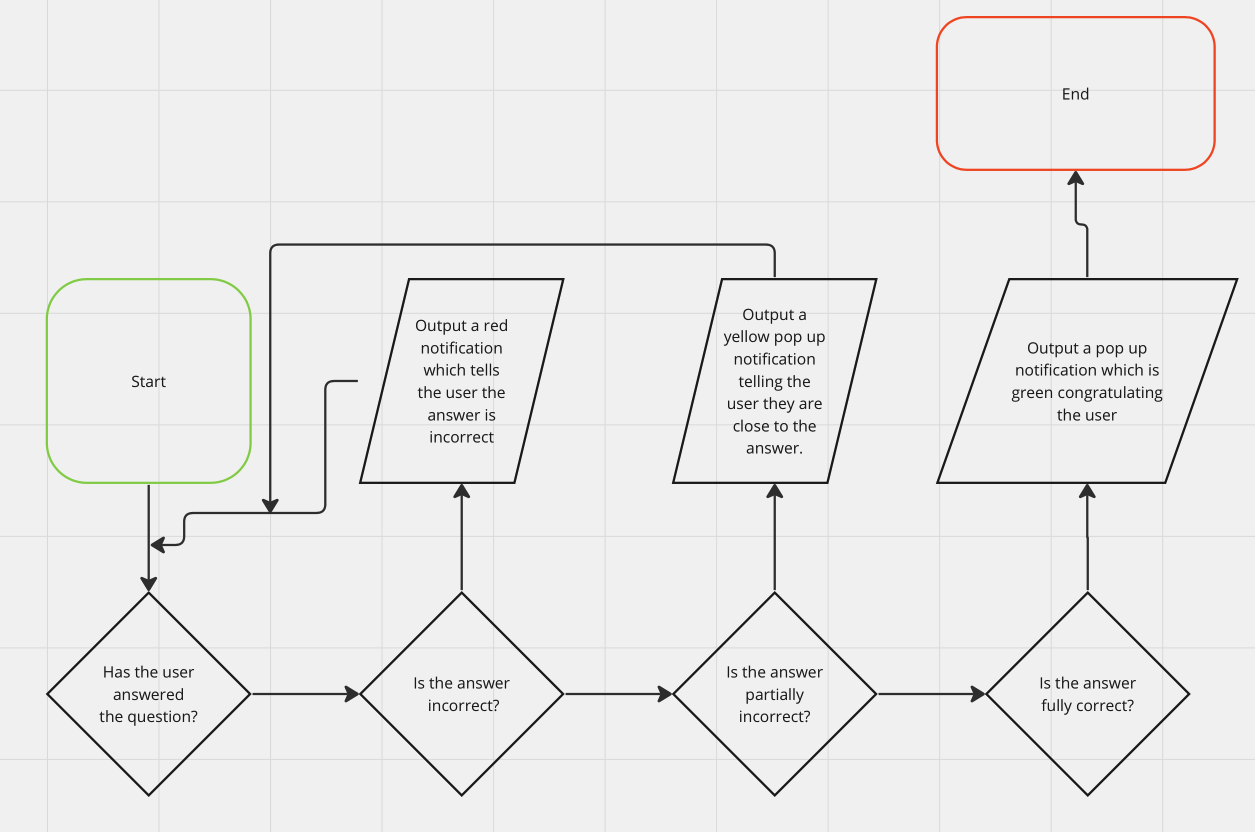 End
Start
Output a red
notification
which tells
the user the
answer is
incorrect
Output a
yellow pop up
notification
telling the
user they are
close to the
answer.
Output a pop up
notification which is
green congratulating
the user
Has the user
answered
the question?
Is the answer
incorrect?
Is the answer
partially
incorrect?
Is the answer
fully correct?